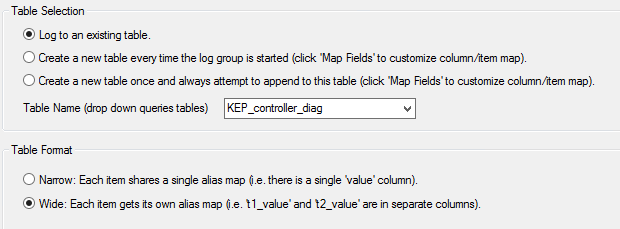 Table Selection
Log to an existing table.
Create a new table every time the log group is started (click 'Map Fields' to customize column/item map).
Create a new table once and always attempt to append to this table (click 'Map Fields' to customize column/item map).
Table Name (drop down queries tables) KEP_controller_diag
Table Format
Narrow: Each item shares a single alias map (i.e. there is a single 'value' column).
Wide: Each item gets its own alias map (i.e. 't1_value' and 't2_value' are in separate columns).